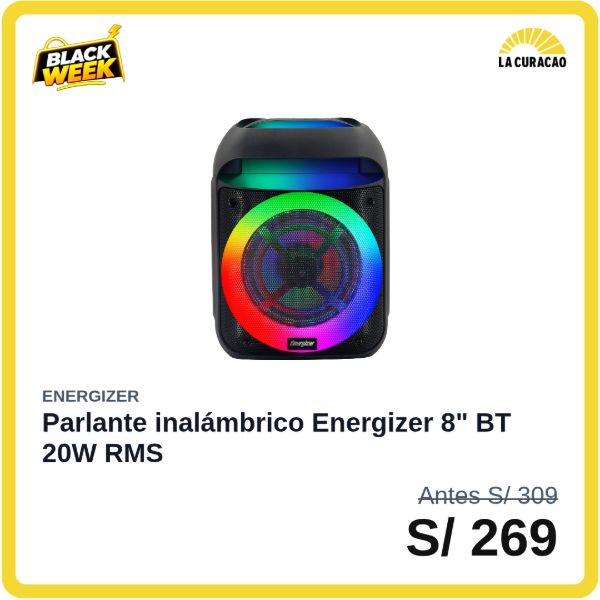 BLACK
WEEK
LA CURACAO
Energizer
ENERGIZER
Parlante inalámbrico Energizer 8" BT
20W RMS
Antes S/ 309
S/ 269